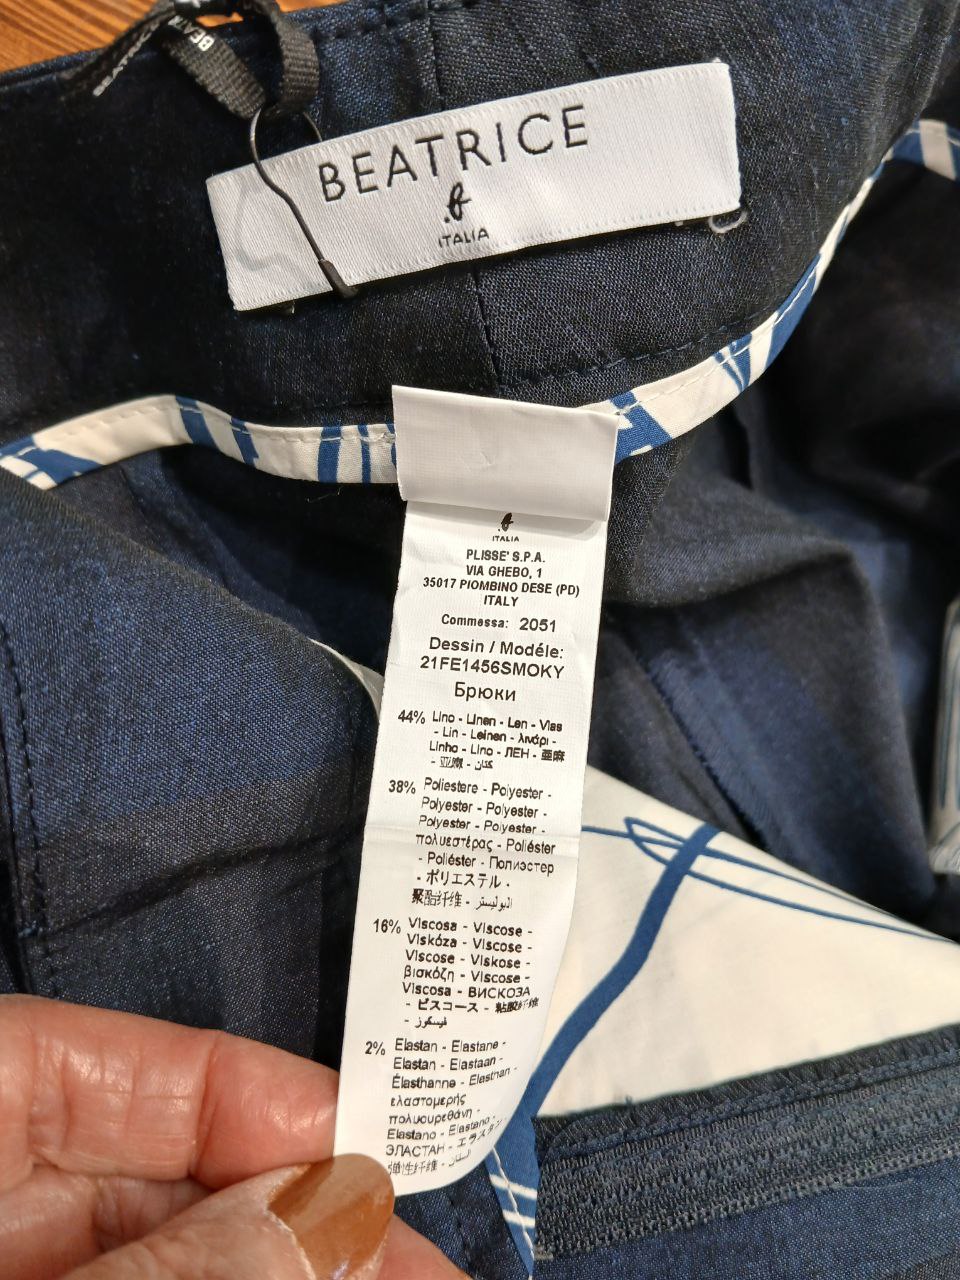 BEATRICE
.b
ITALIA
ITALIA
PLISSE' S.P.A.
VIA GHEBO, 1
35017 PIOMBINO DESE (PD)
ITALY
Commessa: 2051
Dessin / Modéle:
21FE1456SMOKY
Брюки
44% Lino - Linen - Len - Vlas
- Lin - Leinen - λινάρι -
Linho - Lino - ЛЕН - 亜麻
- 亚麻 - كتان -
38% Poliestere - Polyester -
Polyester - Polyester -
Polyester - Polyester -
πολυεστέρας - Poliéster
- Poliéster - Полиэстер
- ポリエステル -
聚酯纤维 - البوليستر -
16% Viscosa - Viscose -
Viskóza - Viscose -
Viscose - Viskose -
βισκόζη - Viscose -
Viscosa - ВИСКОЗА
- ビスコース - 粘胶纤维
- فيسكوز -
2% Elastan - Elastane -
Elastan - Elastaan -
Élasthanne - Elasthan -
ελαστομερής
πολυουρεθάνη -
Elastano - Elastano -
ЭЛАСТАН - エラスタン
弹性纤维 -